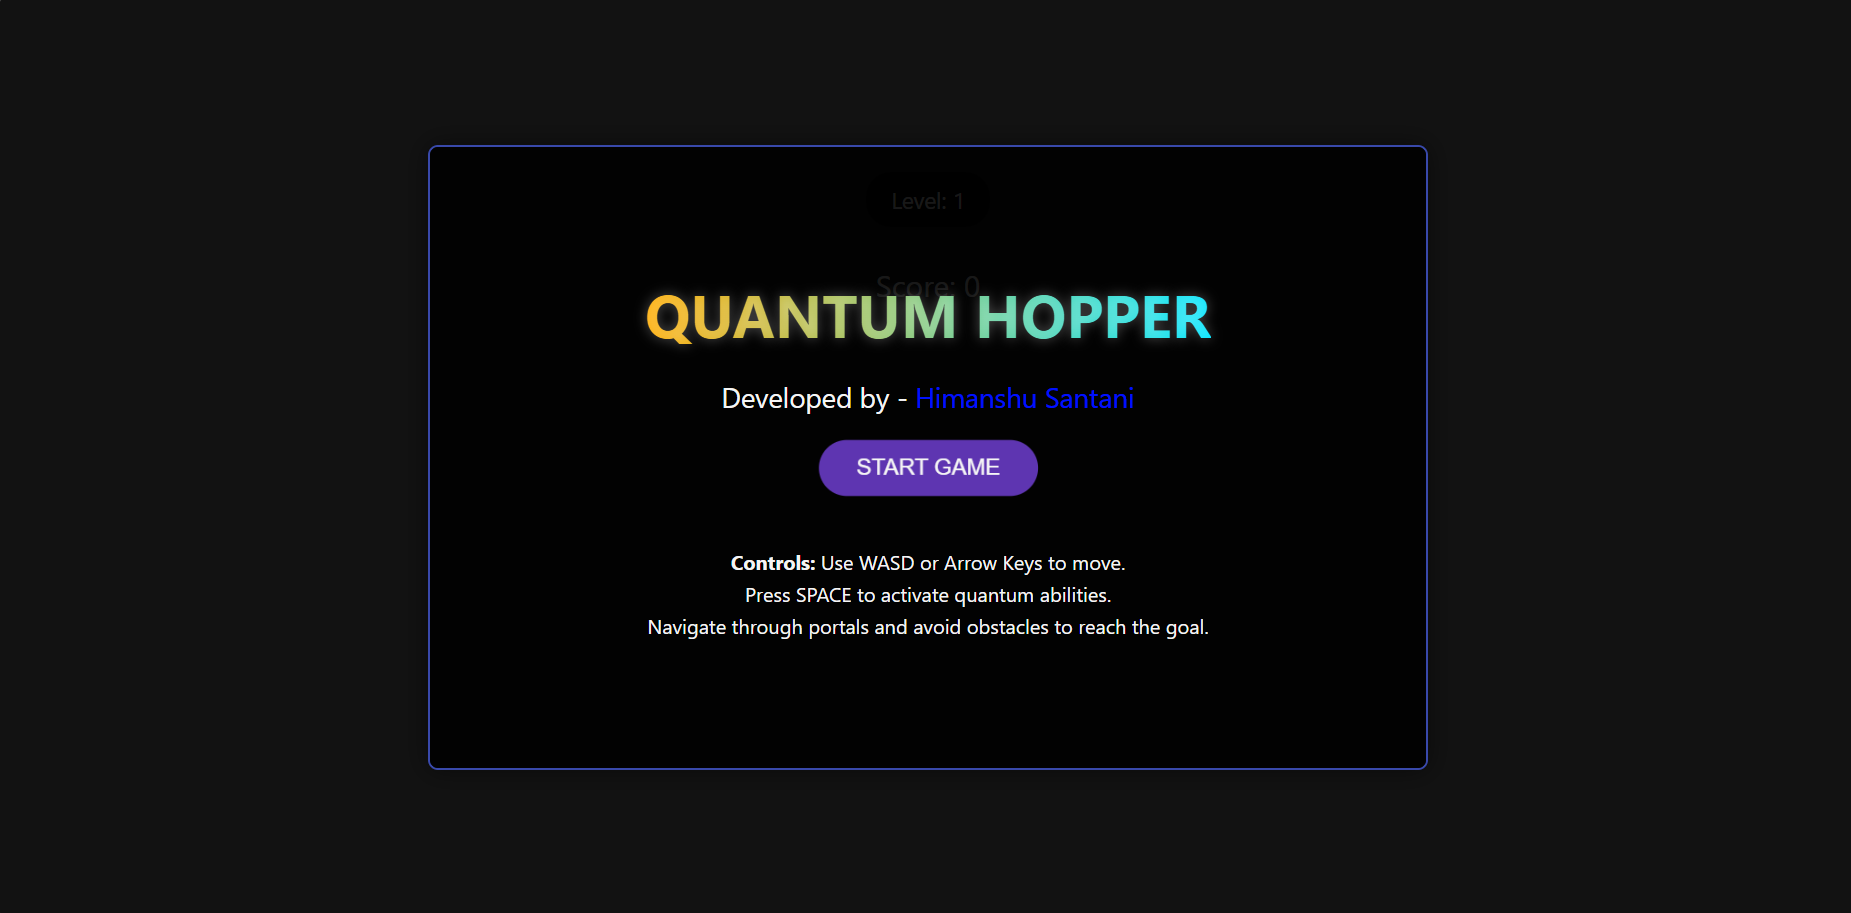 Level: 1
Score: 0
QUANTUM HOPPER
Developed by - Himanshu Santani
START GAME
Controls: Use WASD or Arrow Keys to move.
Press SPACE to activate quantum abilities.
Navigate through portals and avoid obstacles to reach the goal.